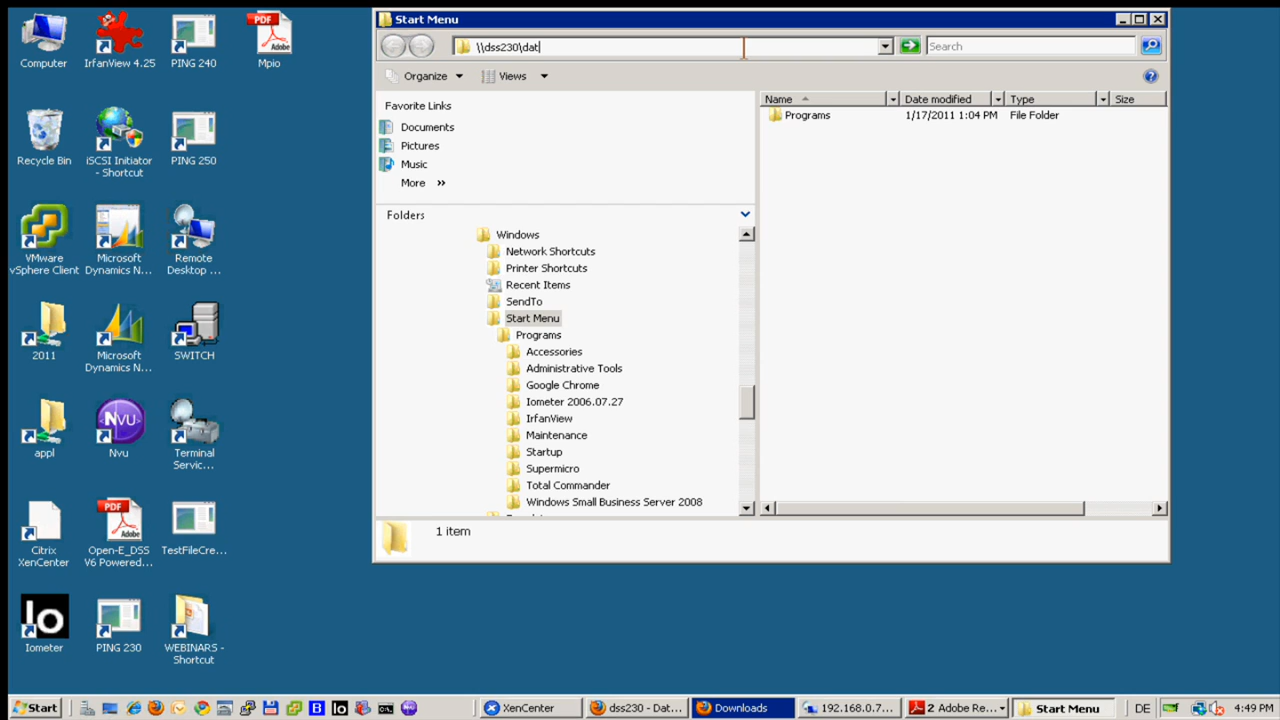 Computer
IrfanView 4.25
PING 240
PDF
Adobe
Mpio
Recycle Bin
iSCSI Initiator
- Shortcut
PING 250
VMware
vSphere Client
Microsoft
Dynamics N...
Remote
Desktop ...
2011
Microsoft
Dynamics N...
SWITCH
appl
NVU
Nvu
Terminal
Servic...
Citrix
XenCenter
PDF
Adobe
Open-E_DSS
V6 Powered...
TestFileCre...
Io
Iometer
PING 230
WEBINARS -
Shortcut
Start Menu
\\dss230\dat
Search
Organize
Views
Favorite Links
Documents
Pictures
Music
More »
Folders
Windows
Network Shortcuts
Printer Shortcuts
Recent Items
SendTo
Start Menu
Programs
Accessories
Administrative Tools
Google Chrome
Iometer 2006.07.27
IrfanView
Maintenance
Startup
Supermicro
Total Commander
Windows Small Business Server 2008
Name Date modified Type Size
Programs 1/17/2011 1:04 PM File Folder
1 item
Start XenCenter dss230 - Dat... Downloads 192.168.0.7... 2 Adobe Re... Start Menu DE 4:49 PM